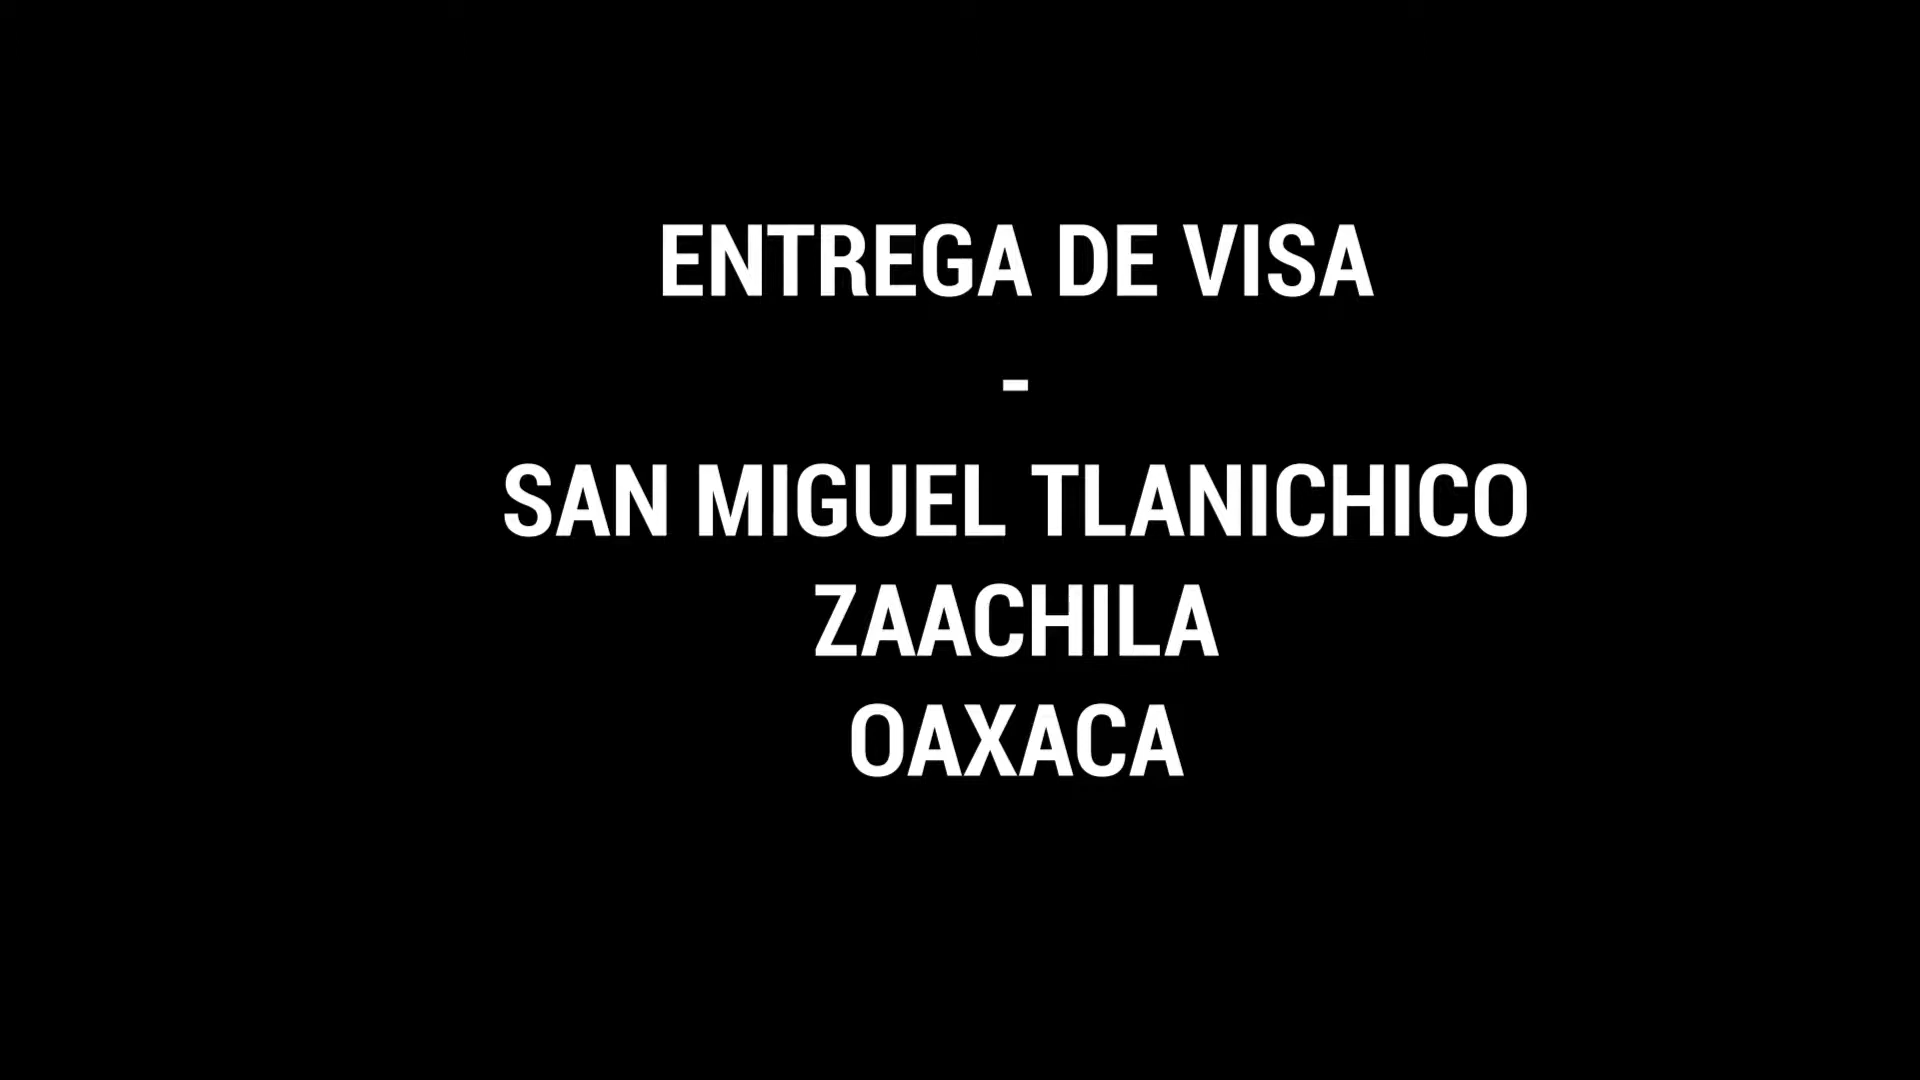 ENTREGA DE VISA
-
SAN MIGUEL TLANICHICO
ZAACHILA
OAXACA